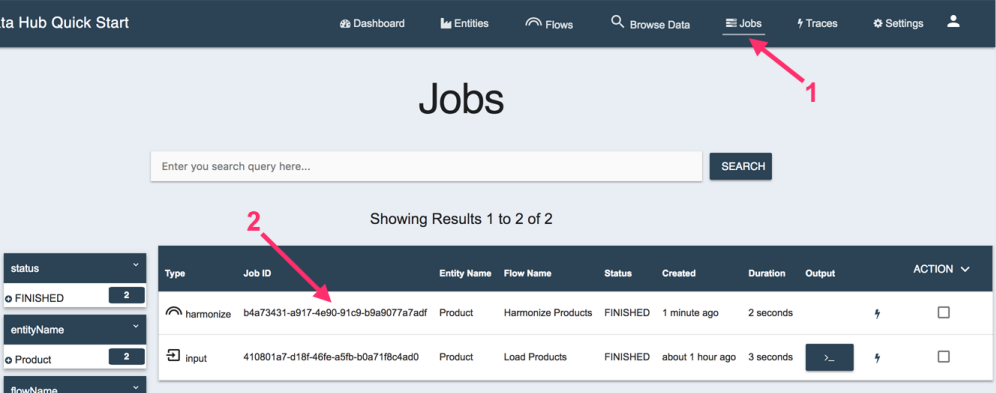 ta Hub Quick Start Dashboard Entities Flows Browse Data Jobs Traces Settings
1
Jobs
Enter you search query here... SEARCH
Showing Results 1 to 2 of 2
2
status
FINISHED 2
entityName
Product 2
flowName
Type Job ID Entity Name Flow Name Status Created Duration Output ACTION
harmonize b4a73431-a917-4e90-91c9-b9a9077a7adf Product Harmonize Products FINISHED 1 minute ago 2 seconds
input 410801a7-d18f-46fe-a5fb-b0a71f8c4ad0 Product Load Products FINISHED about 1 hour ago 3 seconds >_